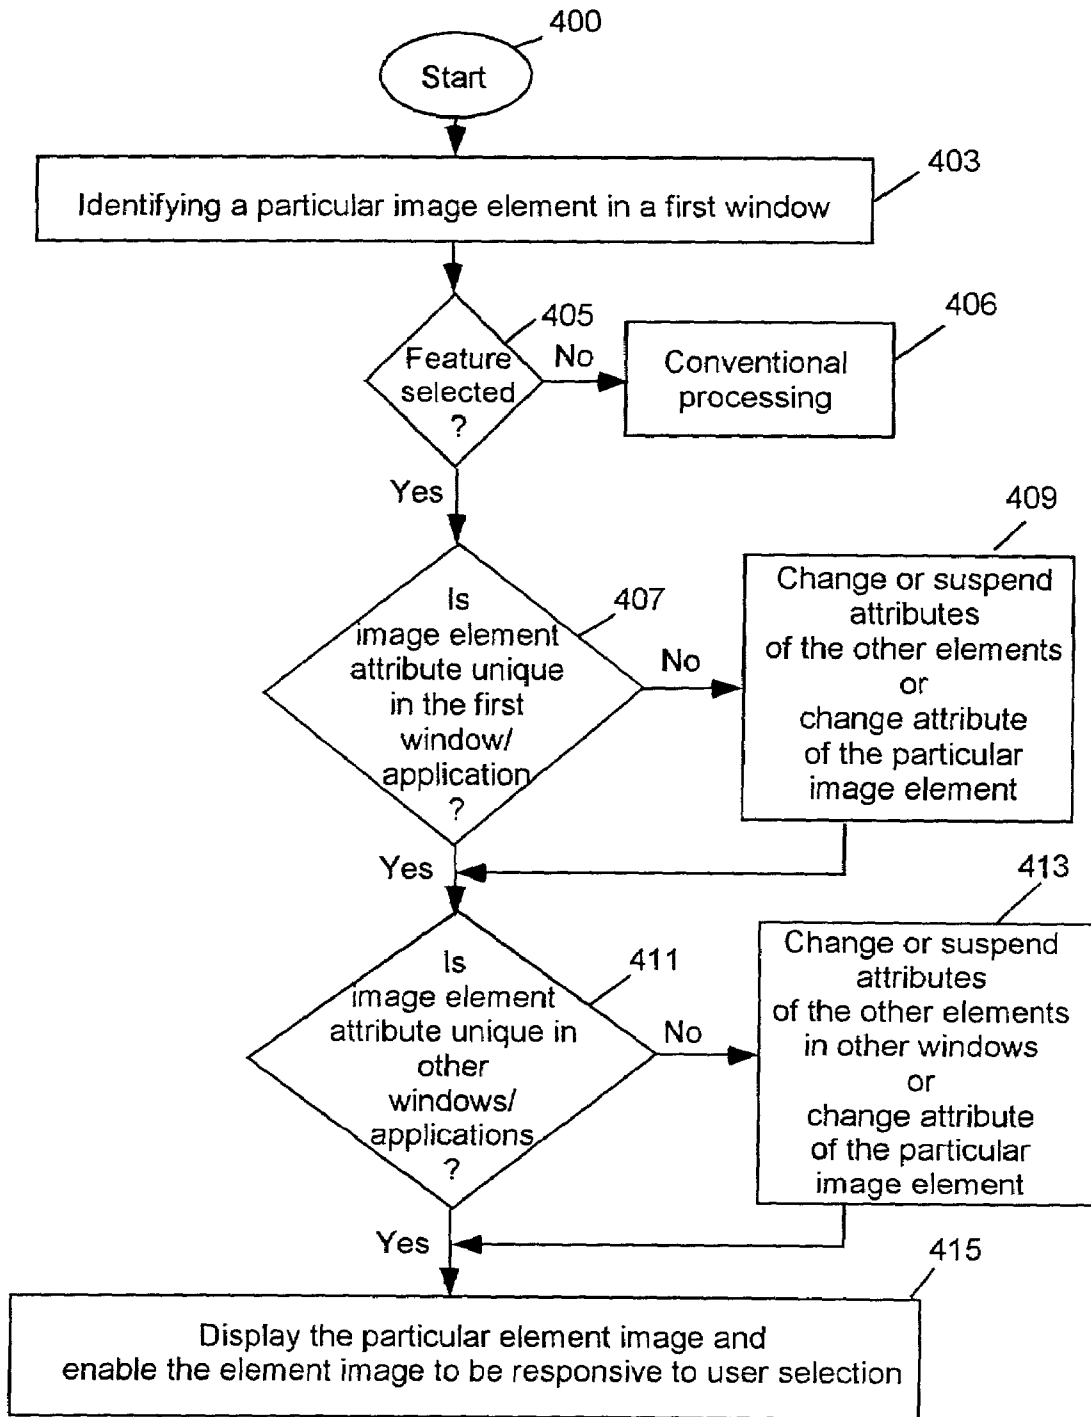 400
Start
403
Identifying a particular image element in a first window
405
Feature
selected
?
No
406
Conventional
processing
Yes
407
Is
image element
attribute unique
in the first
window/
application
?
No
409
Change or suspend
attributes
of the other elements
or
change attribute
of the particular
image element
Yes
411
Is
image element
attribute unique in
other
windows/
applications
?
No
413
Change or suspend
attributes
of the other elements
in other windows
or
change attribute
of the particular
image element
Yes
415
Display the particular element image and
enable the element image to be responsive to user selection